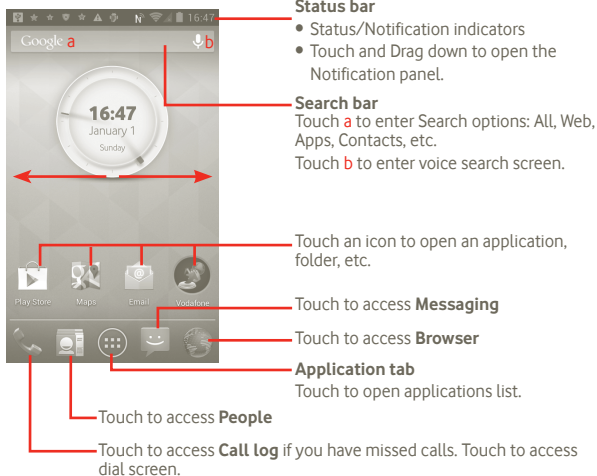 Status bar
• Status/Notification indicators
• Touch and Drag down to open the
Notification panel.
16:47
Google a
b
Search bar
Touch a to enter Search options: All, Web,
Apps, Contacts, etc.
Touch b to enter voice search screen.
16:47
January 1
Sunday
Touch an icon to open an application,
folder, etc.
Play Store
Maps
Email
Vodafone
Touch to access Messaging
Touch to access Browser
Application tab
Touch to open applications list.
Touch to access People
Touch to access Call log if you have missed calls. Touch to access
dial screen.